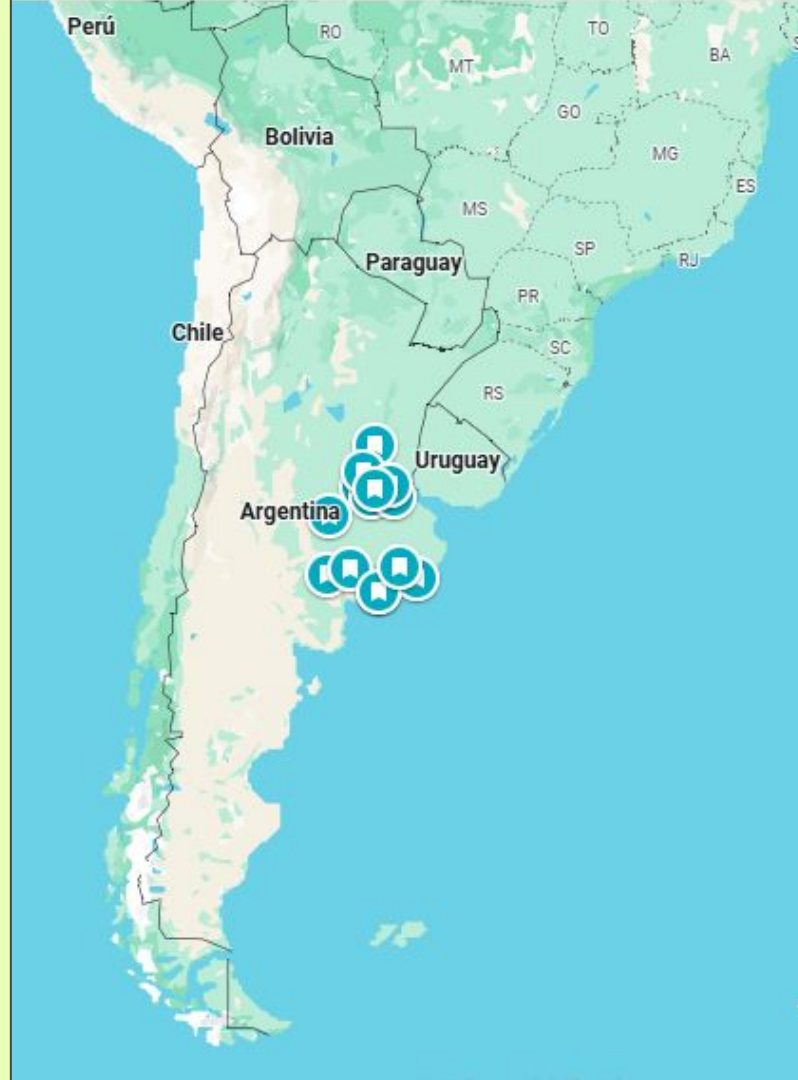 Perú
RO
TO
BA
MT
GO
Bolivia
MG
ES
MS
SP
Paraguay
RJ
PR
Chile
SC
RS
Uruguay
Argentina